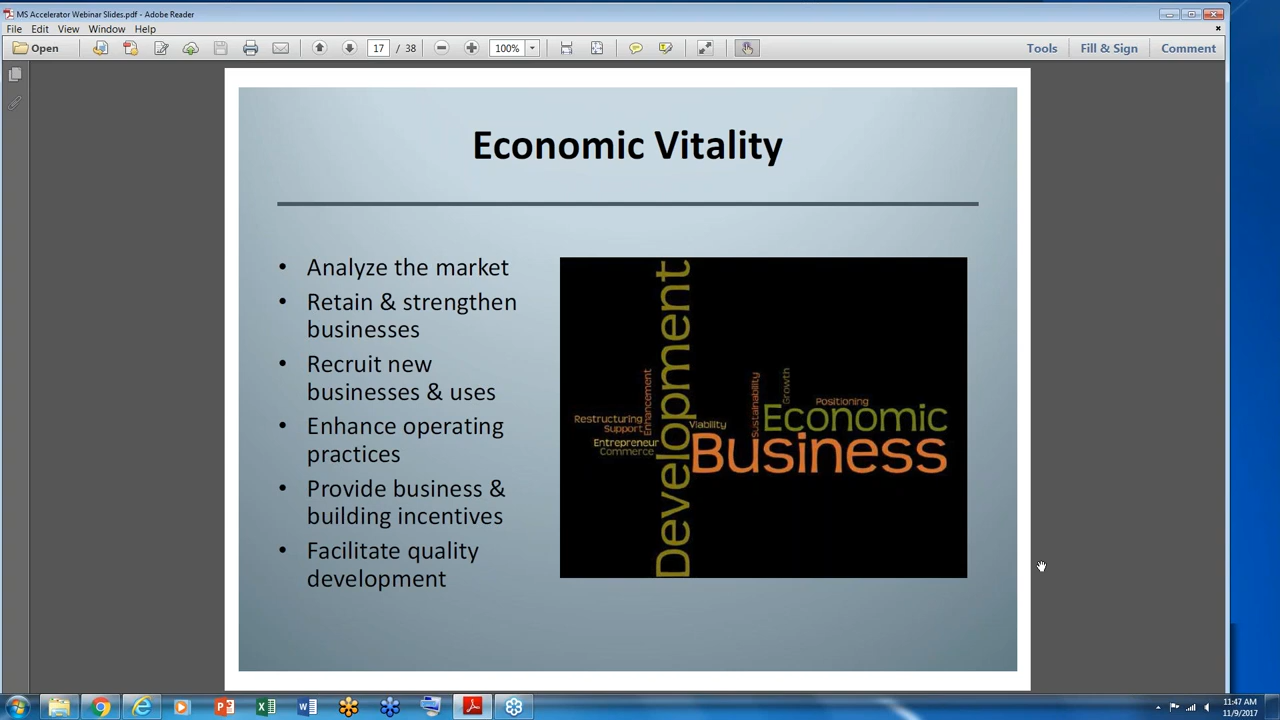 MS Accelerator Webinar Slides.pdf - Adobe Reader
File Edit View Window Help
Open 17 / 38 100% Tools Fill & Sign Comment
Economic Vitality
• Analyze the market
• Retain & strengthen
businesses
• Recruit new
businesses & uses
• Enhance operating
practices
• Provide business &
building incentives
• Facilitate quality
development
Development
Enhancement
Restructuring
Support
Entrepreneur
Commerce
Viability
Sustainability
Growth
Positioning
Economic
Business
11:47 AM
11/9/2017